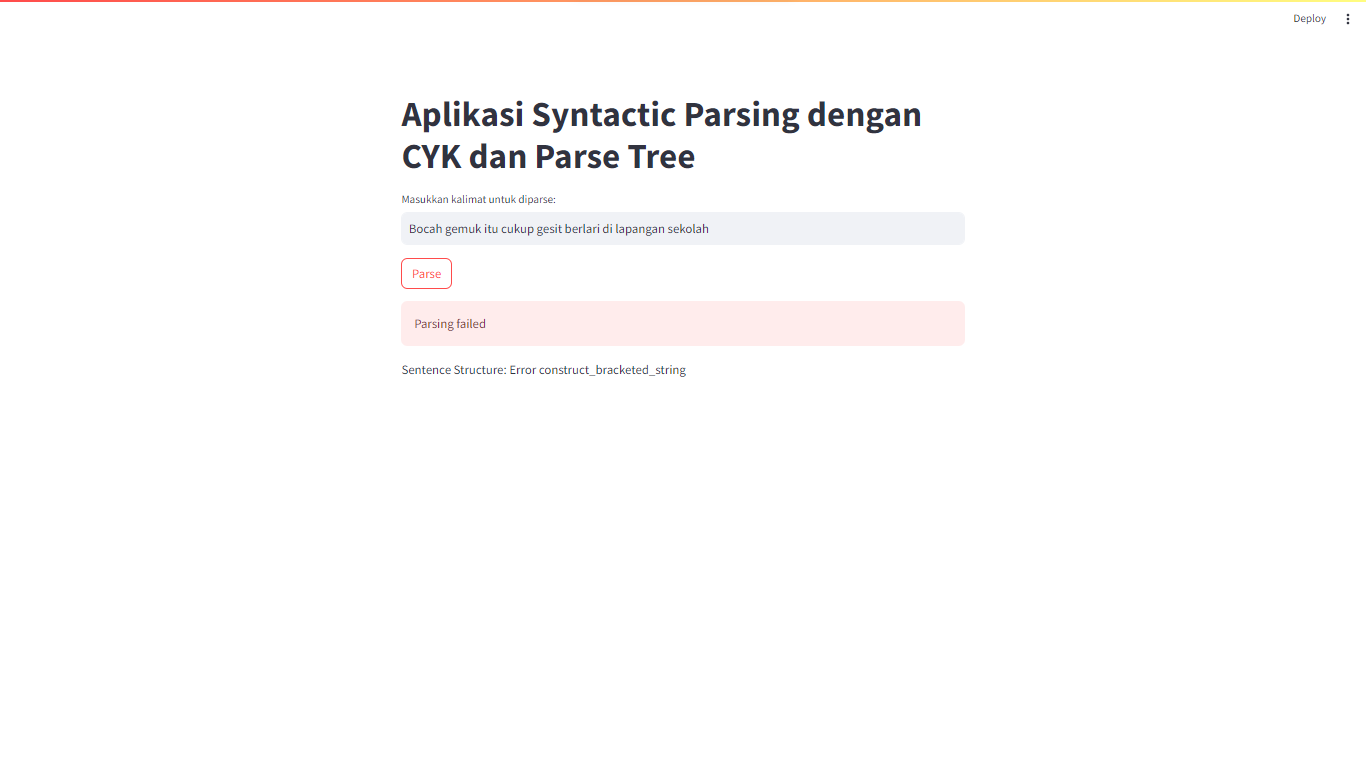 Deploy
Aplikasi Syntactic Parsing dengan
CYK dan Parse Tree
Masukkan kalimat untuk diparse:
Bocah gemuk itu cukup gesit berlari di lapangan sekolah
Parse
Parsing failed
Sentence Structure: Error construct_bracketed_string